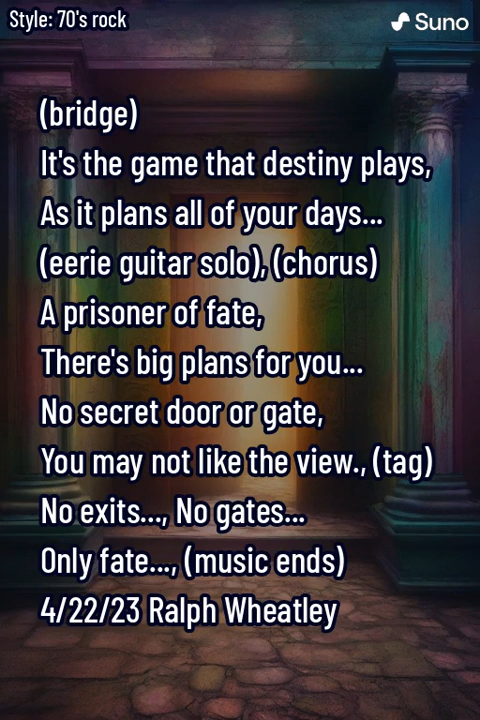 Style: 70's rock
Suno
(bridge)
It's the game that destiny plays,
As it plans all of your days...
(eerie guitar solo), (chorus)
A prisoner of fate,
There's big plans for you...
No secret door or gate,
You may not like the view., (tag)
No exits..., No gates...
Only fate..., (music ends)
4/22/23 Ralph Wheatley